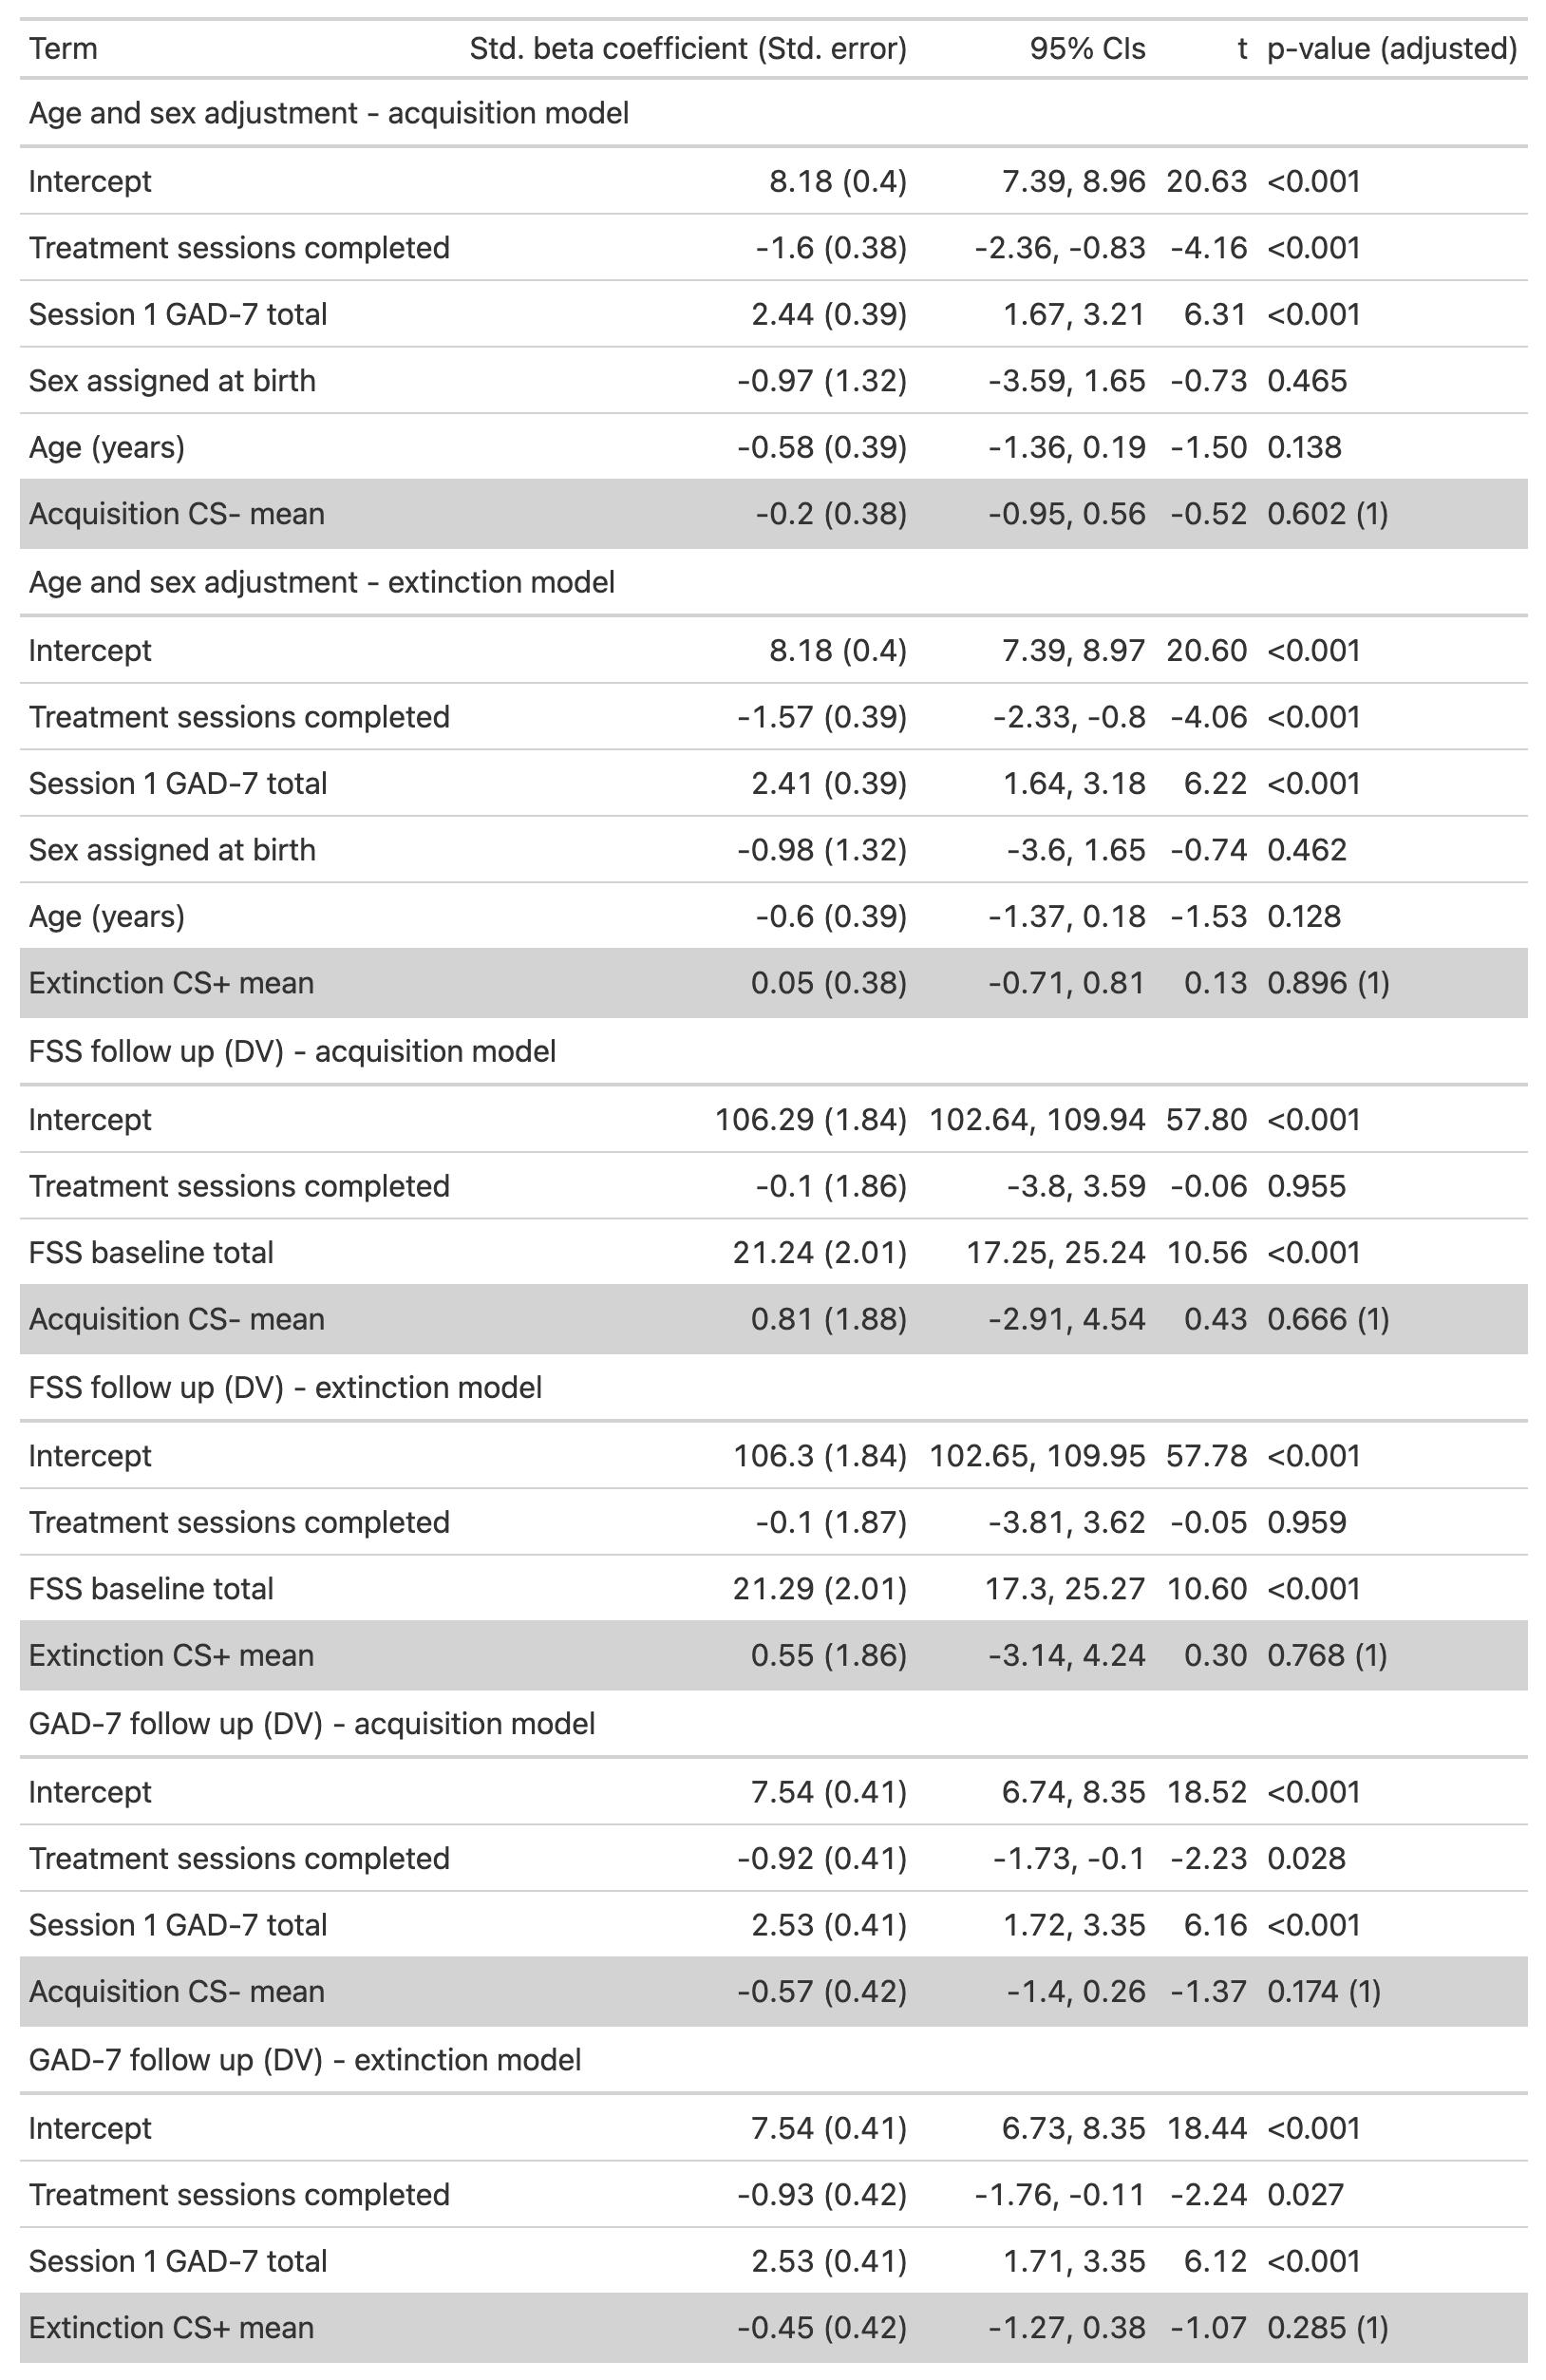 Term Std. beta coefficient (Std. error) 95% CIs t p-value (adjusted)
Age and sex adjustment - acquisition model
Intercept 8.18 (0.4) 7.39, 8.96 20.63 <0.001
Treatment sessions completed -1.6 (0.38) -2.36, -0.83 -4.16 <0.001
Session 1 GAD-7 total 2.44 (0.39) 1.67, 3.21 6.31 <0.001
Sex assigned at birth -0.97 (1.32) -3.59, 1.65 -0.73 0.465
Age (years) -0.58 (0.39) -1.36, 0.19 -1.50 0.138
Acquisition CS- mean -0.2 (0.38) -0.95, 0.56 -0.52 0.602 (1)
Age and sex adjustment - extinction model
Intercept 8.18 (0.4) 7.39, 8.97 20.60 <0.001
Treatment sessions completed -1.57 (0.39) -2.33, -0.8 -4.06 <0.001
Session 1 GAD-7 total 2.41 (0.39) 1.64, 3.18 6.22 <0.001
Sex assigned at birth -0.98 (1.32) -3.6, 1.65 -0.74 0.462
Age (years) -0.6 (0.39) -1.37, 0.18 -1.53 0.128
Extinction CS+ mean 0.05 (0.38) -0.71, 0.81 0.13 0.896 (1)
FSS follow up (DV) - acquisition model
Intercept 106.29 (1.84) 102.64, 109.94 57.80 <0.001
Treatment sessions completed -0.1 (1.86) -3.8, 3.59 -0.06 0.955
FSS baseline total 21.24 (2.01) 17.25, 25.24 10.56 <0.001
Acquisition CS- mean 0.81 (1.88) -2.91, 4.54 0.43 0.666 (1)
FSS follow up (DV) - extinction model
Intercept 106.3 (1.84) 102.65, 109.95 57.78 <0.001
Treatment sessions completed -0.1 (1.87) -3.81, 3.62 -0.05 0.959
FSS baseline total 21.29 (2.01) 17.3, 25.27 10.60 <0.001
Extinction CS+ mean 0.55 (1.86) -3.14, 4.24 0.30 0.768 (1)
GAD-7 follow up (DV) - acquisition model
Intercept 7.54 (0.41) 6.74, 8.35 18.52 <0.001
Treatment sessions completed -0.92 (0.41) -1.73, -0.1 -2.23 0.028
Session 1 GAD-7 total 2.53 (0.41) 1.72, 3.35 6.16 <0.001
Acquisition CS- mean -0.57 (0.42) -1.4, 0.26 -1.37 0.174 (1)
GAD-7 follow up (DV) - extinction model
Intercept 7.54 (0.41) 6.73, 8.35 18.44 <0.001
Treatment sessions completed -0.93 (0.42) -1.76, -0.11 -2.24 0.027
Session 1 GAD-7 total 2.53 (0.41) 1.71, 3.35 6.12 <0.001
Extinction CS+ mean -0.45 (0.42) -1.27, 0.38 -1.07 0.285 (1)